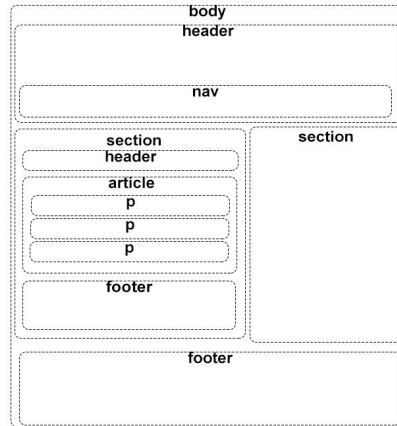 body
header
nav
section
header
article
p
p
p
footer
section
footer